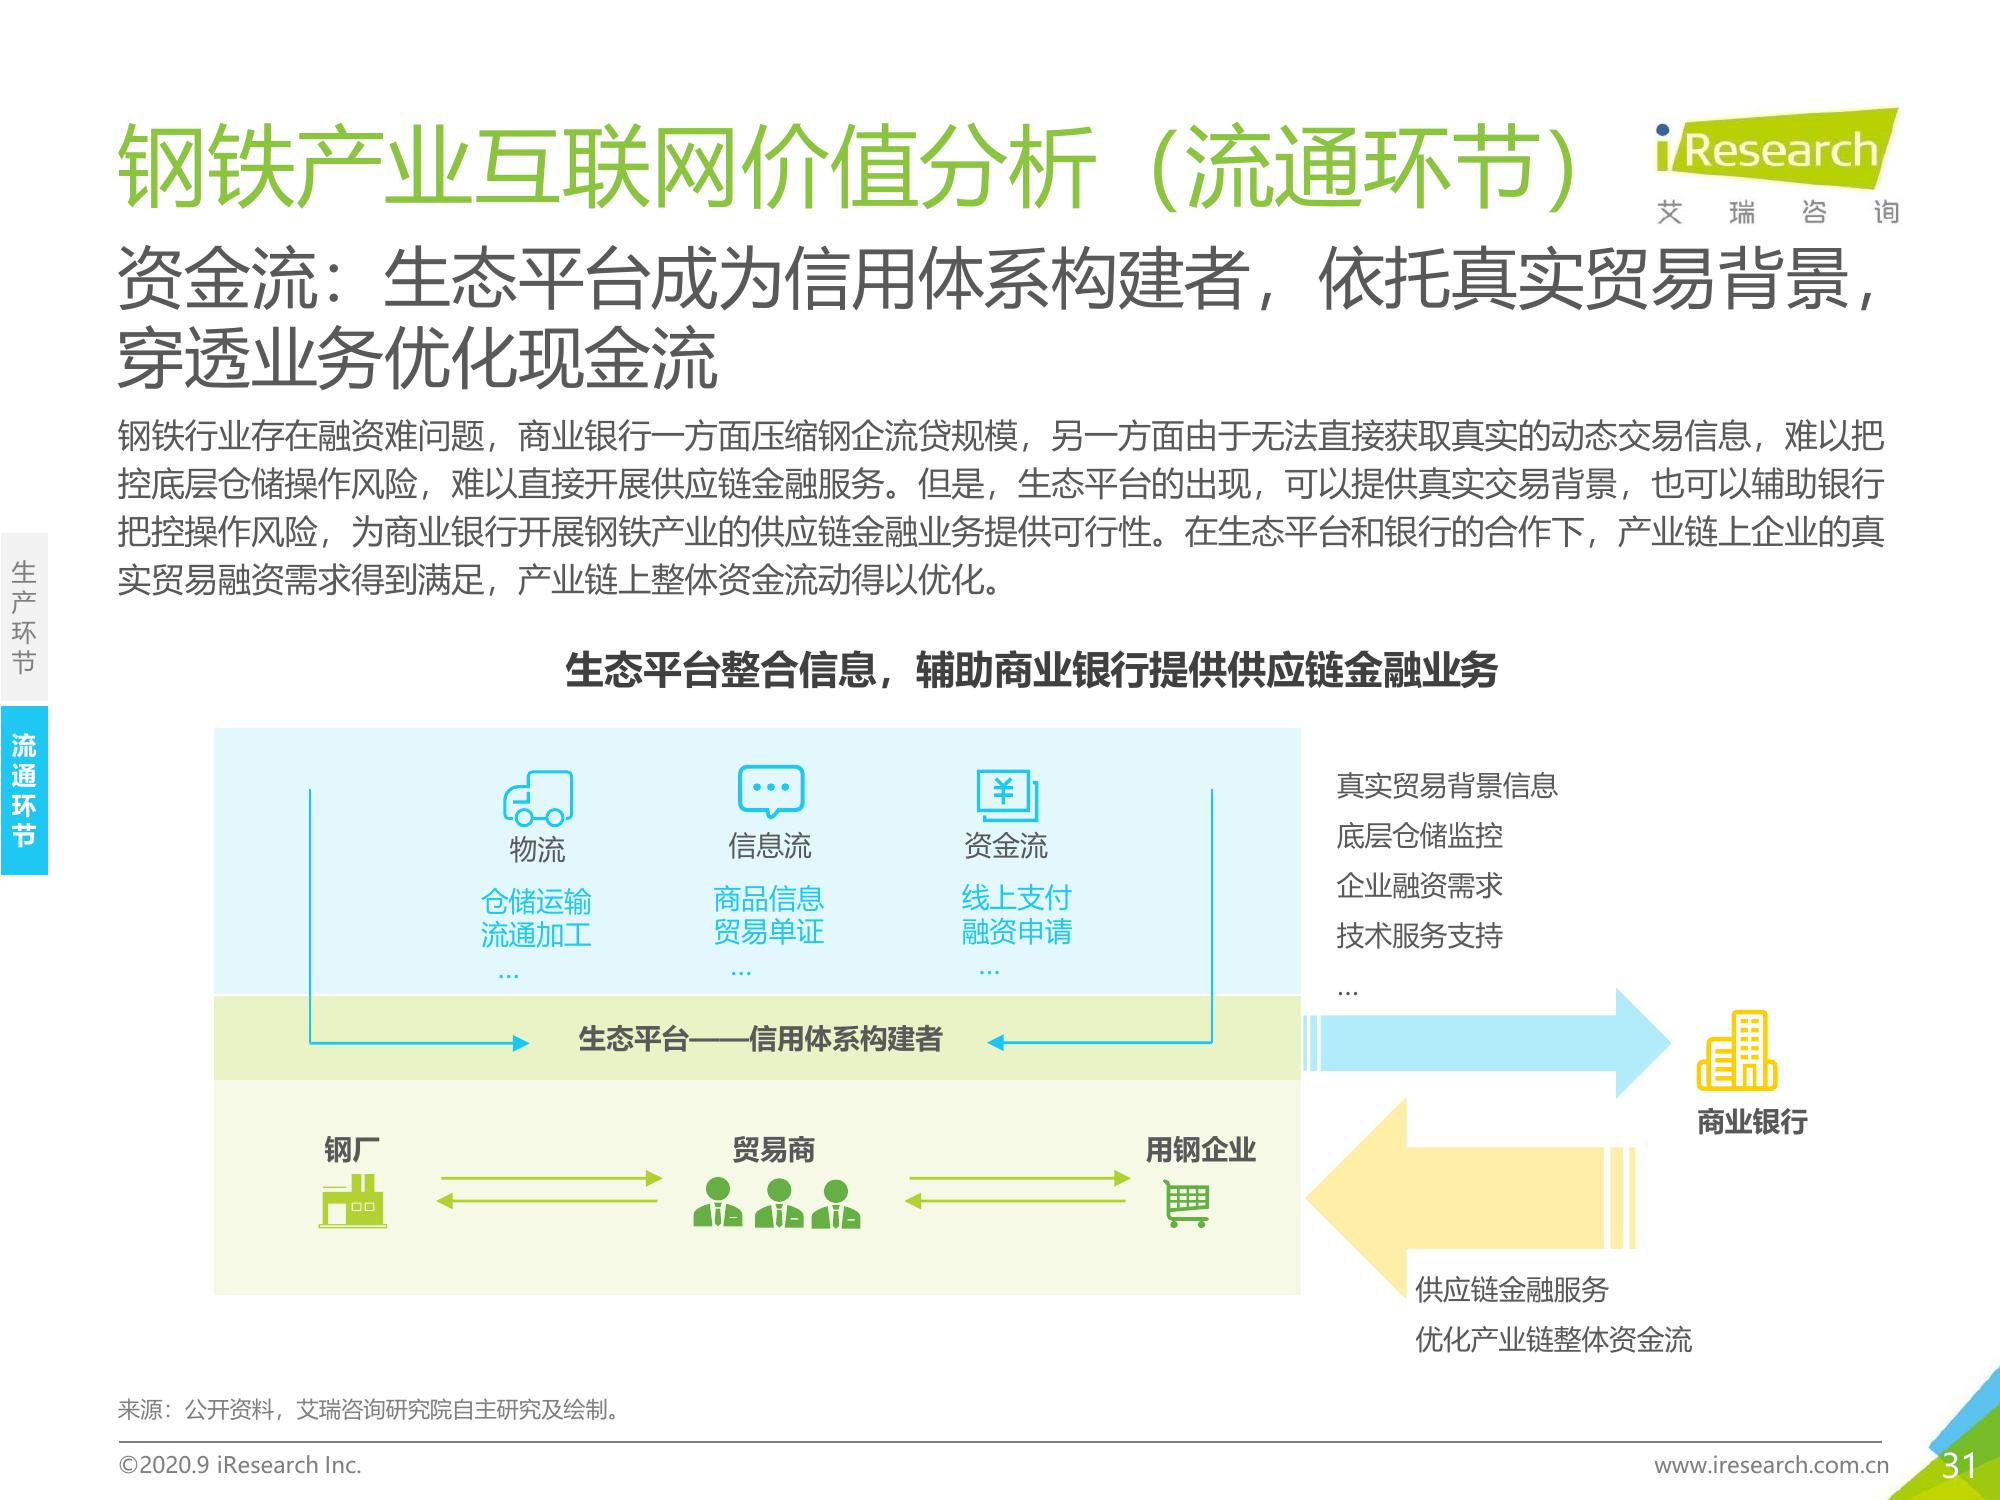 钢铁产业互联网价值分析（流通环节）
iResearch
艾瑞咨询
资金流：生态平台成为信用体系构建者，依托真实贸易背景，
穿透业务优化现金流
钢铁行业存在融资难问题，商业银行一方面压缩钢企流贷规模，另一方面由于无法直接获取真实的动态交易信息，难以把
控底层仓储操作风险，难以直接开展供应链金融服务。但是，生态平台的出现，可以提供真实交易背景，也可以辅助银行
把控操作风险，为商业银行开展钢铁产业的供应链金融业务提供可行性。在生态平台和银行的合作下，产业链上企业的真
实贸易融资需求得到满足，产业链上整体资金流动得以优化。
生产环节
流通环节
生态平台整合信息，辅助商业银行提供供应链金融业务
物流
仓储运输
流通加工
…
信息流
商品信息
贸易单证
…
¥
资金流
线上支付
融资申请
…
真实贸易背景信息
底层仓储监控
企业融资需求
技术服务支持
…
生态平台——信用体系构建者
商业银行
钢厂
贸易商
用钢企业
供应链金融服务
优化产业链整体资金流
来源：公开资料，艾瑞咨询研究院自主研究及绘制。
©2020.9 iResearch Inc.
www.iresearch.com.cn
31